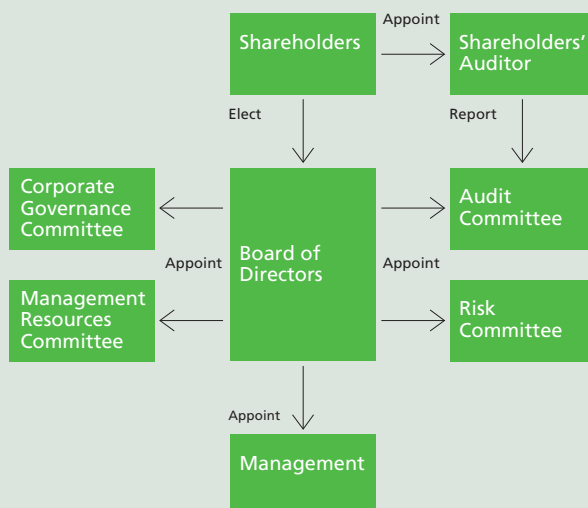 Appoint
Shareholders
Shareholders'
Auditor
Elect
Report
Corporate
Governance
Committee
Board of
Directors
Audit
Committee
Appoint
Appoint
Management
Resources
Committee
Risk
Committee
Appoint
Management